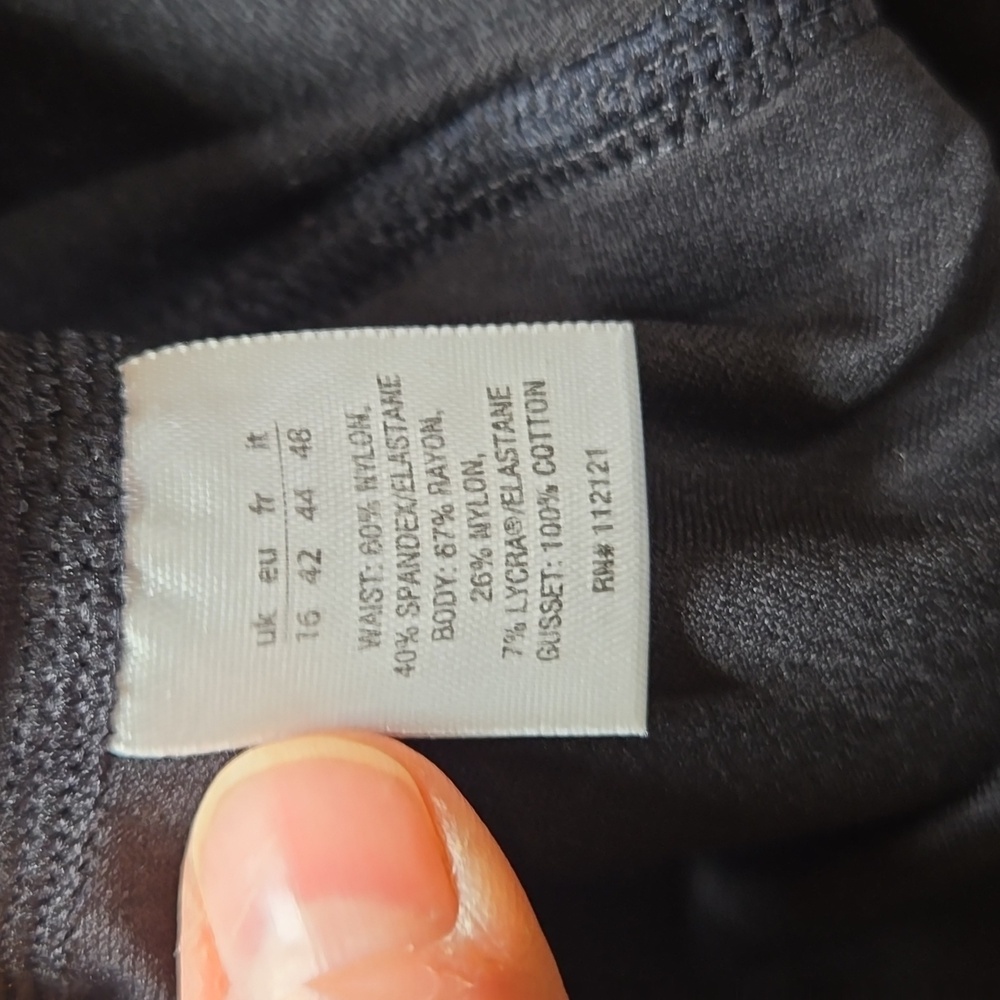 uk eu fr it
16 42 44 48
WAIST: 60% NYLON,
40% SPANDEX/ELASTANE
BODY: 67% RAYON,
26% NYLON,
7% LYCRA®/ELASTANE
GUSSET: 100% COTTON
RN# 112121